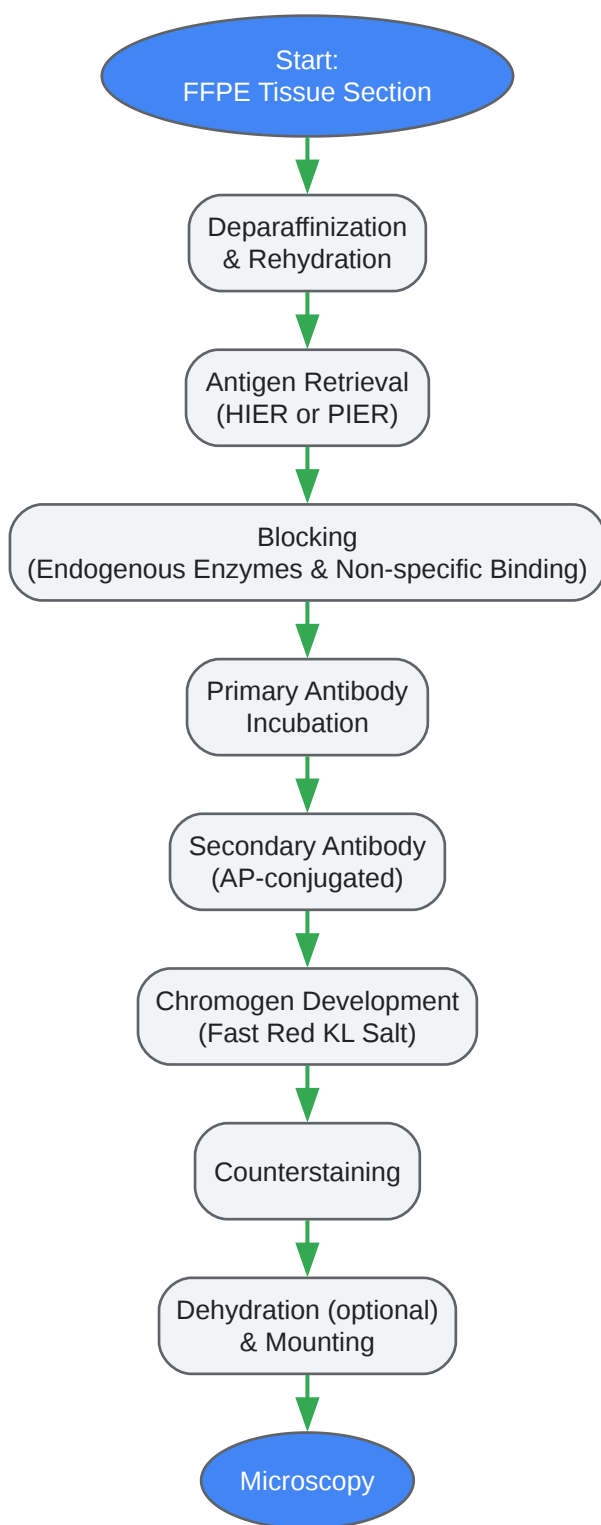 Start:
FFPE Tissue Section
Deparaffinization
& Rehydration
Antigen Retrieval
(HIER or PIER)
Blocking
(Endogenous Enzymes & Non-specific Binding)
Primary Antibody
Incubation
Secondary Antibody
(AP-conjugated)
Chromogen Development
(Fast Red KL Salt)
Counterstaining
Dehydration (optional)
& Mounting
Microscopy